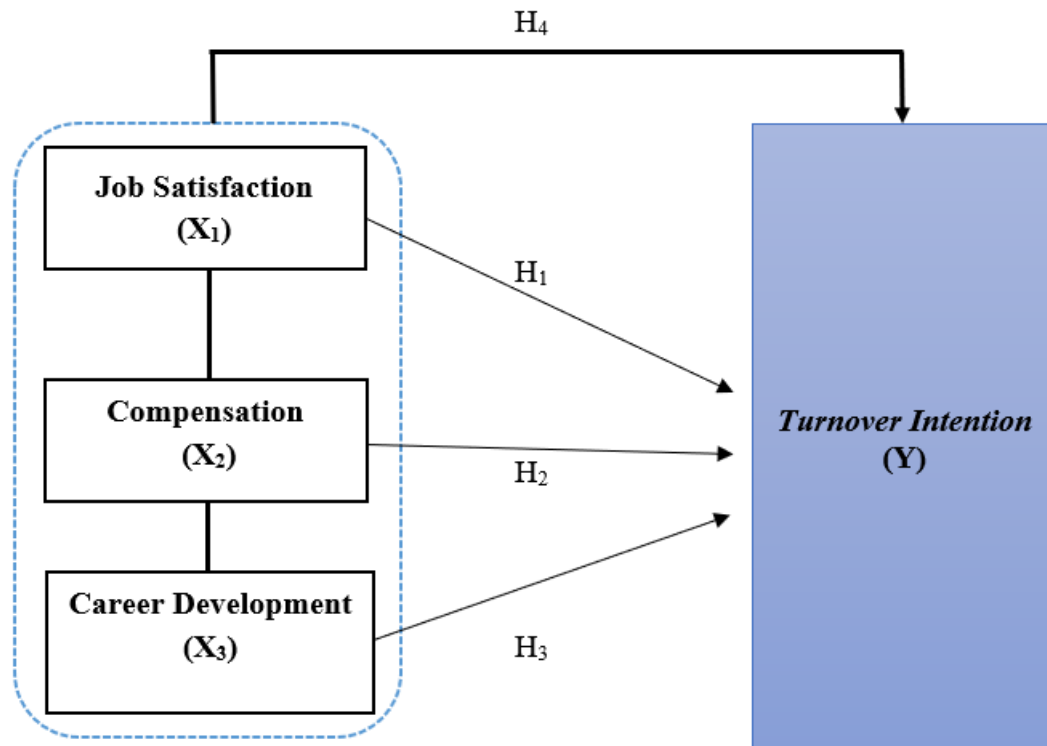 H₄
Job Satisfaction
(X₁)
H₁
Compensation
(X₂)
H₂
Turnover Intention
(Y)
Career Development
(X₃)
H₃